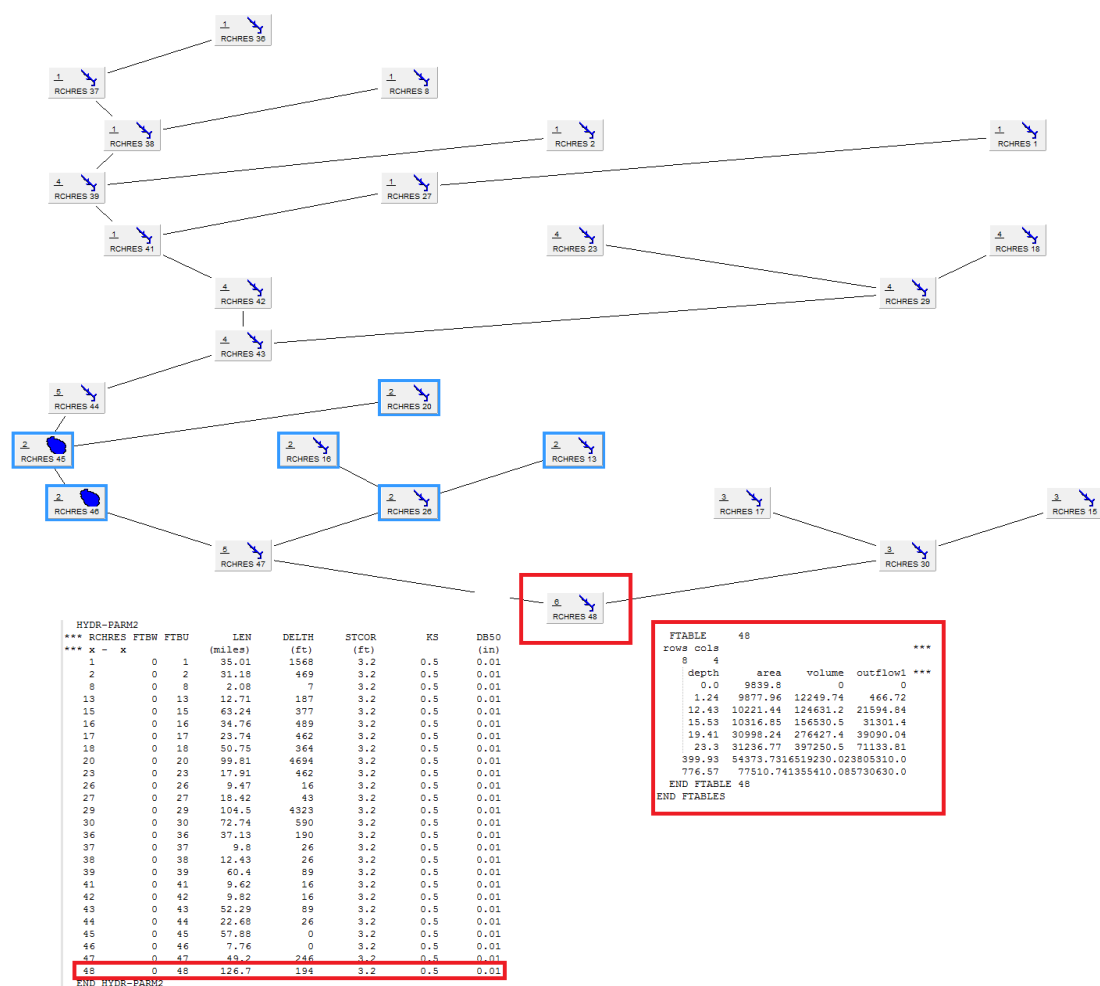 1
RCHRES 36
1
RCHRES 37
1
RCHRES 8
1
RCHRES 38
1
RCHRES 2
1
RCHRES 1
4
RCHRES 39
1
RCHRES 27
1
RCHRES 41
4
RCHRES 23
4
RCHRES 18
4
RCHRES 42
4
RCHRES 29
4
RCHRES 43
5
RCHRES 44
2
RCHRES 20
2
RCHRES 45
2
RCHRES 16
2
RCHRES 13
2
RCHRES 46
2
RCHRES 26
3
RCHRES 17
3
RCHRES 15
5
RCHRES 47
3
RCHRES 30
6
RCHRES 48
HYDR-PARM2
*** RCHRES FTBW FTBU LEN DELTH STCOR KS DB50
*** x - x (miles) (ft) (ft) (in)
1 0 1 35.01 1568 3.2 0.5 0.01
2 0 2 31.18 469 3.2 0.5 0.01
8 0 8 2.08 7 3.2 0.5 0.01
13 0 13 12.71 187 3.2 0.5 0.01
15 0 15 63.24 377 3.2 0.5 0.01
16 0 16 34.76 489 3.2 0.5 0.01
17 0 17 23.74 462 3.2 0.5 0.01
18 0 18 50.75 364 3.2 0.5 0.01
20 0 20 99.81 4694 3.2 0.5 0.01
23 0 23 17.91 462 3.2 0.5 0.01
26 0 26 9.47 16 3.2 0.5 0.01
27 0 27 18.42 43 3.2 0.5 0.01
29 0 29 104.5 4323 3.2 0.5 0.01
30 0 30 72.74 590 3.2 0.5 0.01
36 0 36 37.13 190 3.2 0.5 0.01
37 0 37 9.8 26 3.2 0.5 0.01
38 0 38 12.43 26 3.2 0.5 0.01
39 0 39 60.4 89 3.2 0.5 0.01
41 0 41 9.62 16 3.2 0.5 0.01
42 0 42 9.82 16 3.2 0.5 0.01
43 0 43 52.29 89 3.2 0.5 0.01
44 0 44 22.68 26 3.2 0.5 0.01
45 0 45 57.88 0 3.2 0.5 0.01
46 0 46 7.76 0 3.2 0.5 0.01
47 0 47 49.2 246 3.2 0.5 0.01
48 0 48 126.7 194 3.2 0.5 0.01
END HYDR-PARM2
FTABLE 48
rows cols ***
8 4
depth area volume outflow1 ***
0.0 9839.8 0 0
1.24 9877.96 12249.74 466.72
12.43 10221.44 124631.2 21594.84
15.53 10316.85 156530.5 31301.4
19.41 30998.24 276427.4 39090.04
23.3 31236.77 397250.5 71133.81
399.93 54373.7316519230.023805310.0
776.57 77510.741355410.085730630.0
END FTABLE 48
END FTABLES